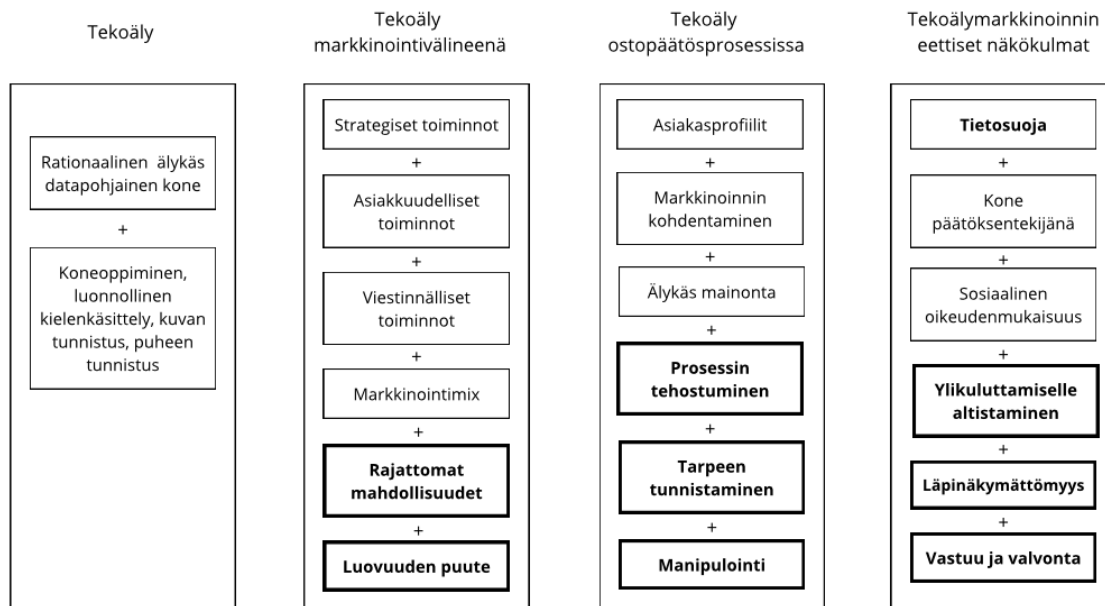 Tekoäly
Rationaalinen älykäs
datapohjainen kone
+
Koneoppiminen,
luonnollinen
kielenkäsittely, kuvan
tunnistus, puheen
tunnistus
Tekoäly
markkinointivälineenä
Strategiset toiminnot
+
Asiakkuudelliset
toiminnot
+
Viestinnälliset
toiminnot
+
Markkinointimix
+
Rajattomat
mahdollisuudet
+
Luovuuden puute
Tekoäly
ostopäätösprosessissa
Asiakasprofiilit
+
Markkinoinnin
kohdentaminen
+
Älykäs mainonta
+
Prosessin
tehostuminen
+
Tarpeen
tunnistaminen
+
Manipulointi
Tekoälymarkkinoinnin
eettiset näkökulmat
Tietosuoja
+
Kone
päätöksentekijänä
+
Sosiaalinen
oikeudenmukaisuus
+
Ylikuluttamiselle
altistaminen
+
Läpinäkymättömyys
+
Vastuu ja valvonta